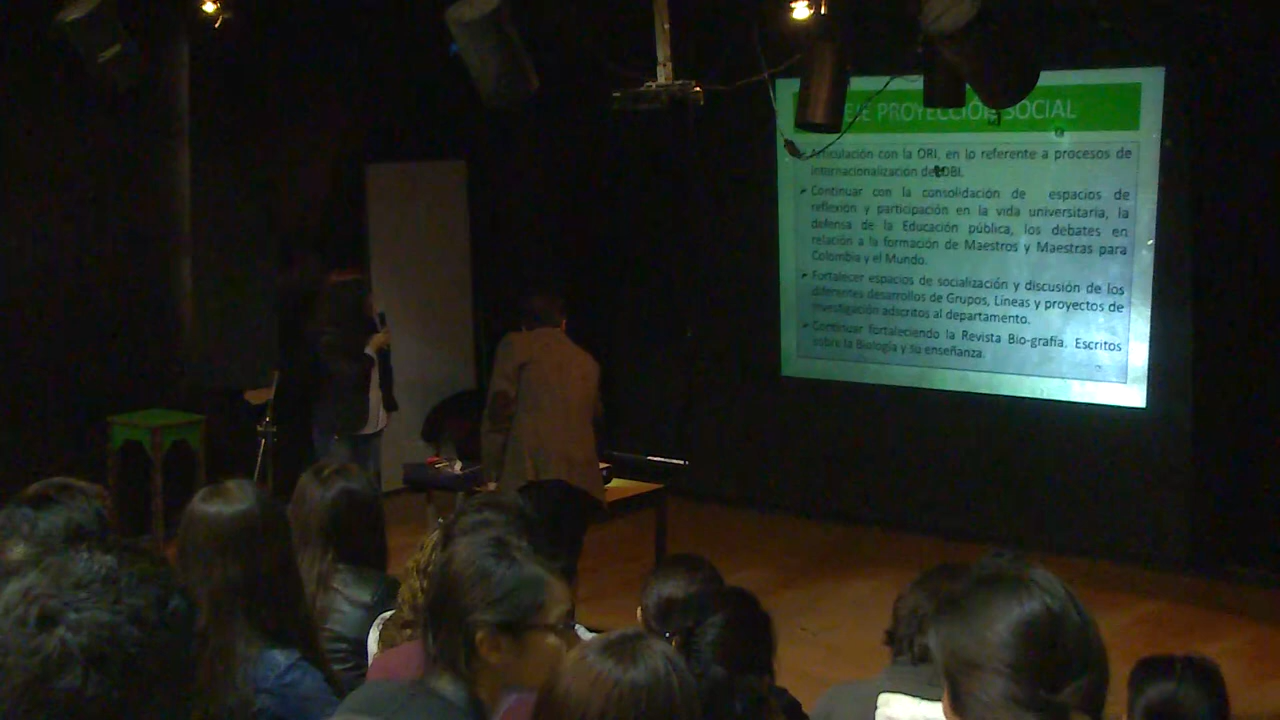 EJE PROYECCIÓN SOCIAL
Articulación con la ORI, en lo referente a procesos de
internacionalización del DBI.
Continuar con la consolidación de espacios de
reflexión y participación en la vida universitaria, la
defensa de la Educación pública, los debates en
relación a la formación de Maestros y Maestras para
Colombia y el Mundo.
Fortalecer espacios de socialización y discusión de los
diferentes desarrollos de Grupos, Líneas y proyectos de
investigación adscritos al departamento.
Continuar fortaleciendo la Revista Bio-grafía. Escritos
sobre la Biología y su enseñanza.